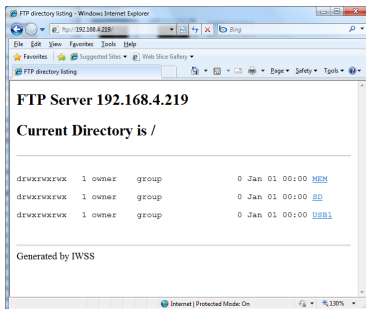 FTP directory listing - Windows Internet Explorer
ftp://192.168.4.219/
Bing
File Edit View Favorites Tools Help
Favorites Suggested Sites Web Slice Gallery
FTP directory listing
Page Safety Tools
FTP Server 192.168.4.219
Current Directory is /
drwxrwxrwx 1 owner group 0 Jan 01 00:00 MEM
drwxrwxrwx 1 owner group 0 Jan 01 00:00 SD
drwxrwxrwx 1 owner group 0 Jan 01 00:00 USB1
Generated by IWSS
Internet | Protected Mode: On 130%